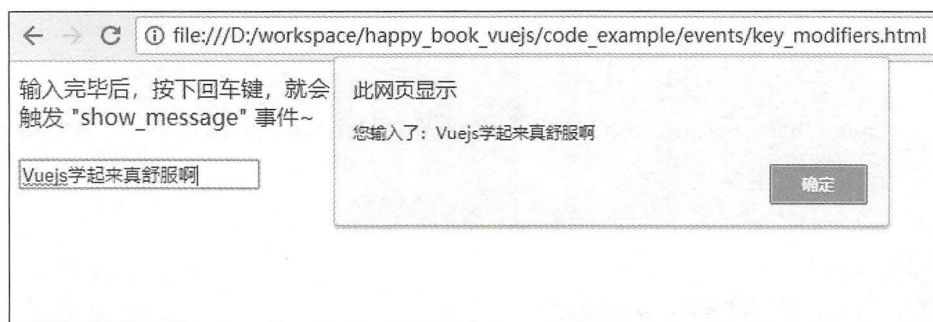 file:///D:/workspace/happy_book_vuejs/code_example/events/key_modifiers.html
输入完毕后，按下回车键，就会
触发 "show_message" 事件~
Vuejs学起来真舒服啊
此网页显示
您输入了：Vuejs学起来真舒服啊
确定